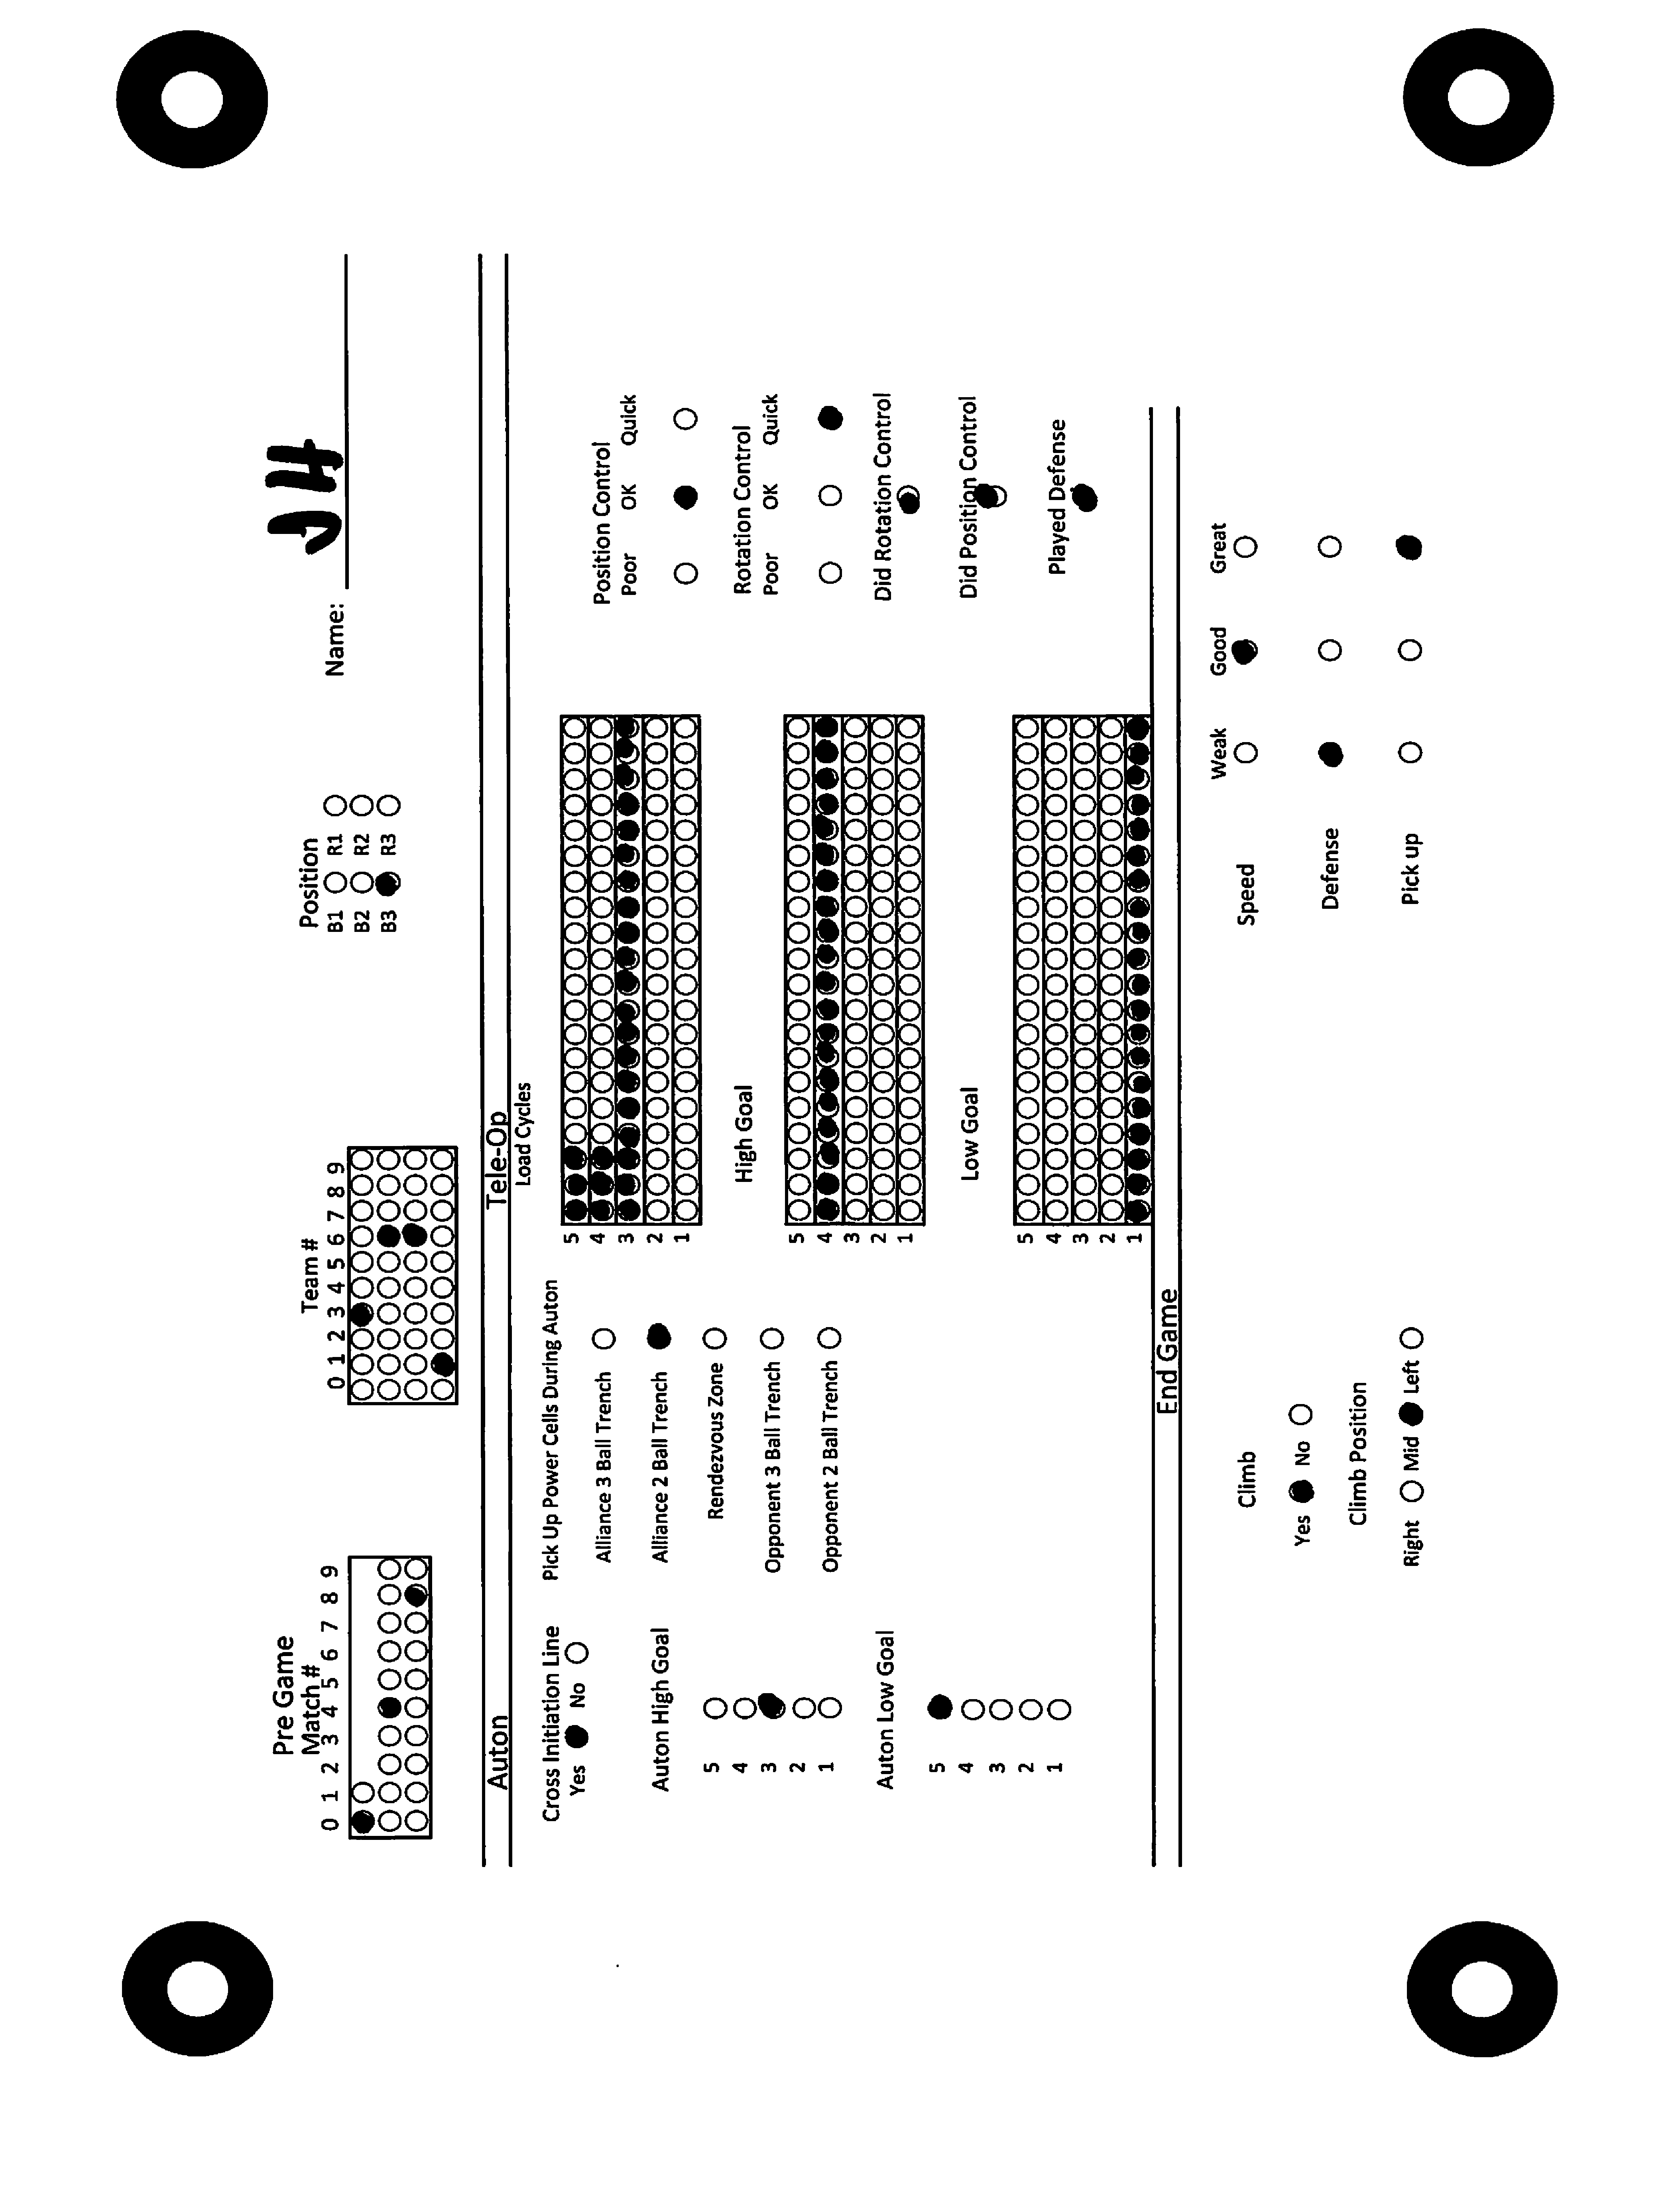 Pre Game
Match #
0 1 2 3 4 5 6 7 8 9
Team #
0 1 2 3 4 5 6 7 8 9
Position
B1 R1
B2 R2
B3 R3
Name: JH
Auton
Tele-Op
Cross Initiation Line
Yes No
Auton High Goal
5
4
3
2
1
Auton Low Goal
5
4
3
2
1
Pick Up Power Cells During Auton
Alliance 3 Ball Trench
Alliance 2 Ball Trench
Rendezvous Zone
Opponent 3 Ball Trench
Opponent 2 Ball Trench
Load Cycles
5
4
3
2
1
High Goal
5
4
3
2
1
Low Goal
5
4
3
2
1
Position Control
Poor OK Quick
Rotation Control
Poor OK Quick
Did Rotation Control
Did Position Control
Played Defense
End Game
Climb
Yes No
Climb Position
Right Mid Left
Weak Good Great
Speed
Defense
Pick up